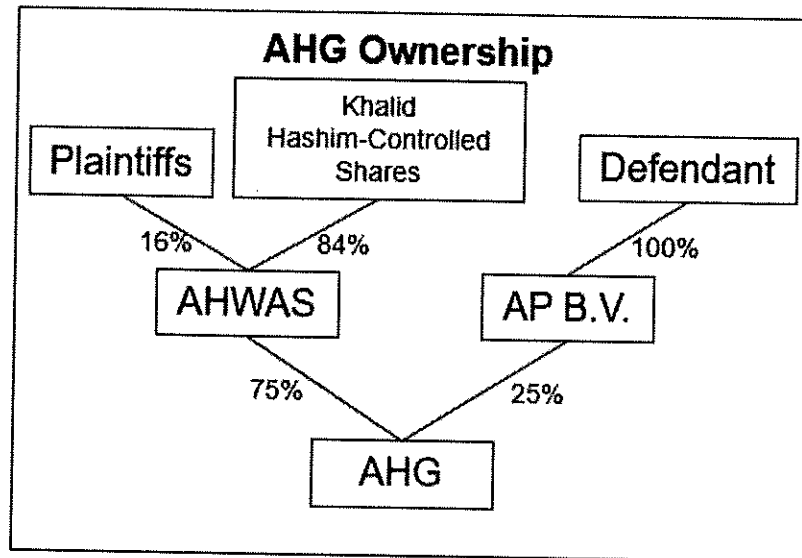 AHG Ownership
Khalid
Hashim-Controlled
Shares
Plaintiffs
Defendant
16%
84%
100%
AHWAS
AP B.V.
75%
25%
AHG